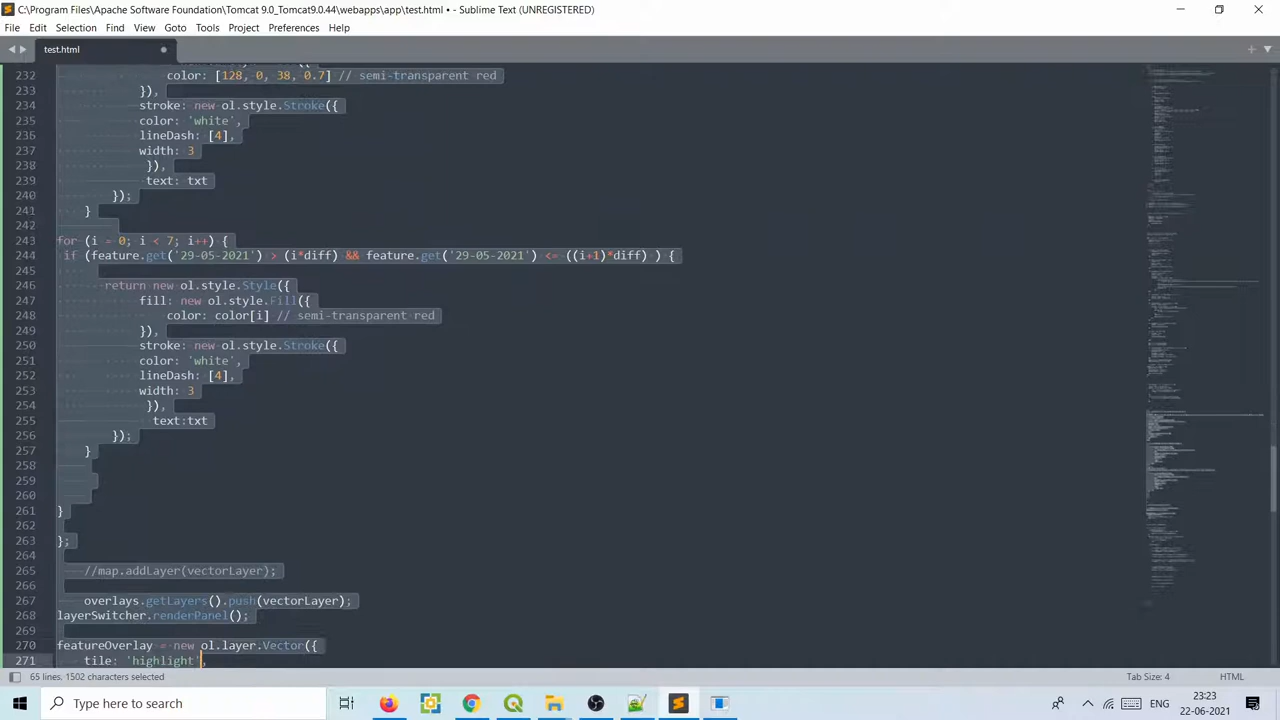 C:\Program Files\Apache Software Foundation\Tomcat 9.0_Tomcat9.0.44\webapps\app\test.html • - Sublime Text (UNREGISTERED)
File Edit Selection Find View Goto Tools Project Preferences Help
test.html
232 color: [128, 0, 38, 0.7] // semi-transparent red
233 }),
234 stroke: new ol.style.Stroke({
235 color: 'white',
236 lineDash: [4],
237 width: 3
238 }),
239 text: txt
240 });
241 }
242
243 for (i = 0; i < 7; i++) {
244 if (feature.get('29-05-2021') > (i*diff) && feature.get('29-05-2021') <= ((i+1)*diff) ) {
245
246 return new ol.style.Style({
247 fill: new ol.style.Fill({
248 color: color[i] // semi-transparent red
249 }),
250 stroke: new ol.style.Stroke({
251 color: 'white',
252 lineDash: [4],
253 width: 3
254 }),
255 text: txt
256 });
257 }
258
259
260
261 }
262
263 };
264
265 //map.addLayer(vectorLayer);
266
267 overlays.getLayers().push(vectorLayer);
268 layerSwitcher.renderPanel();
269
270 featureOverlay = new ol.layer.Vector({
271 title: 'highlight',
65 lines, 1502 characters selected
Tab Size: 4
HTML
Type here to search
ENG
23:23
22-06-2021